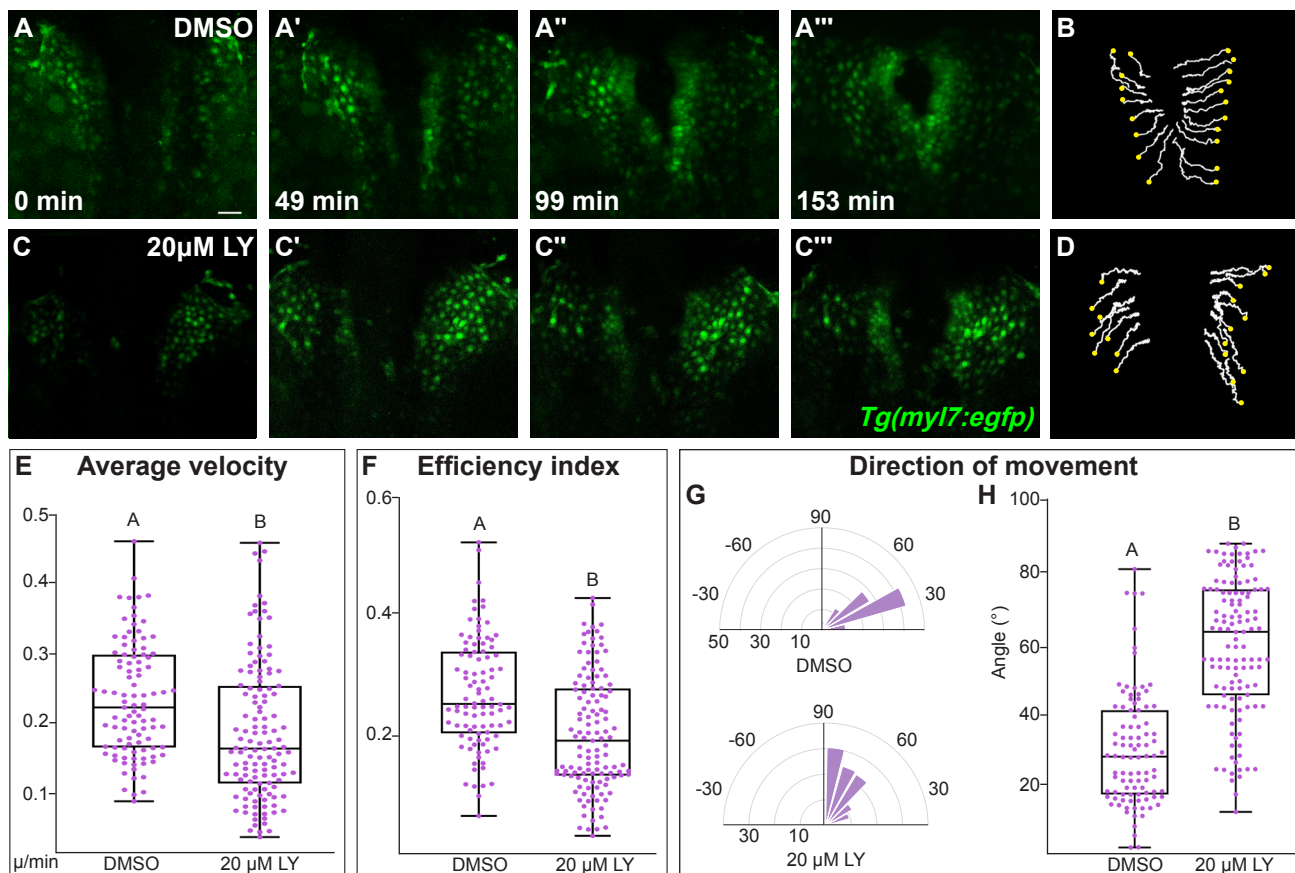 A DMSO A' A" A''' B
0 min 49 min 99 min 153 min
C 20µM LY C' C" C''' D
Tg(myl7:egfp)
E Average velocity
0.5
0.4
0.3
0.2
0.1
µ/min
A
B
DMSO 20 µM LY
F Efficiency index
0.6
0.4
0.2
A
B
DMSO 20 µM LY
Direction of movement
G
90
-60 60
-30 30
50 30 10
DMSO
90
-60 60
-30 30
30 10
20 µM LY
H
100
80
60
40
20
Angle (°)
A
B
DMSO 20 µM LY